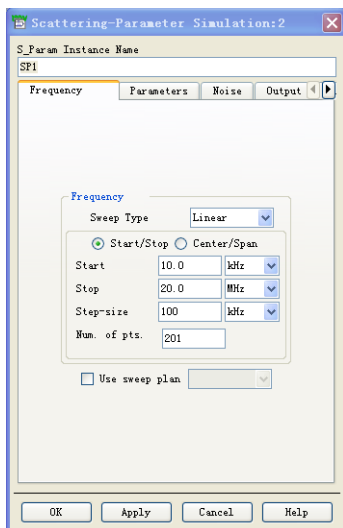 Scattering-Parameter Simulation:2
S_Param Instance Name
SP1
Frequency Parameters Noise Output
Frequency
Sweep Type Linear
Start/Stop Center/Span
Start 10.0 kHz
Stop 20.0 MHz
Step-size 100 kHz
Num. of pts. 201
Use sweep plan
OK Apply Cancel Help